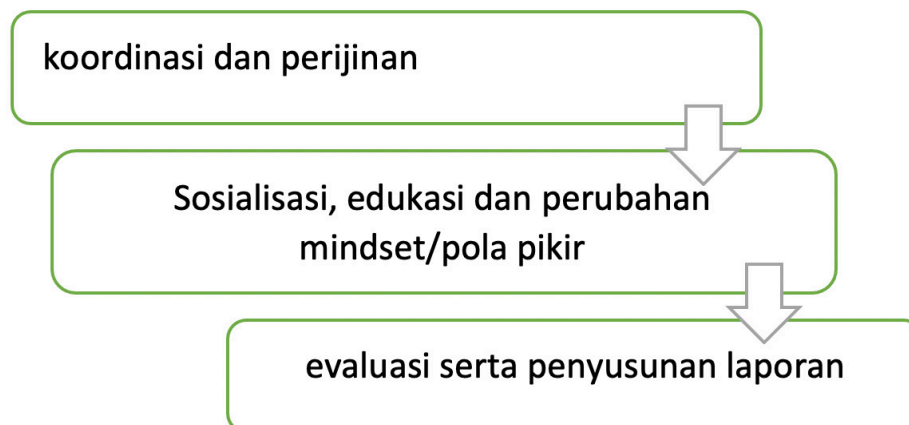 koordinasi dan perijinan
Sosialisasi, edukasi dan perubahan
mindset/pola pikir
evaluasi serta penyusunan laporan